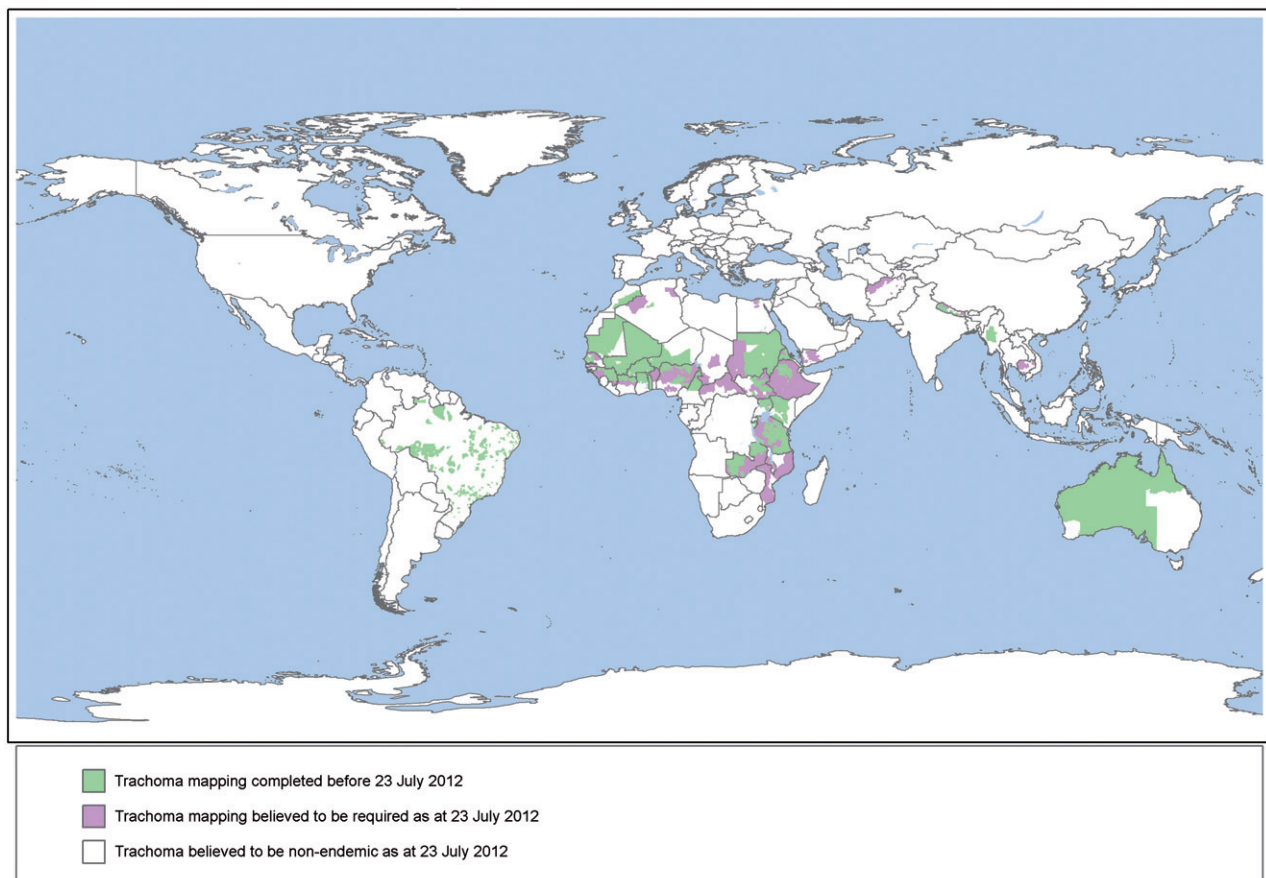 Trachoma mapping completed before 23 July 2012
Trachoma mapping believed to be required as at 23 July 2012
Trachoma believed to be non-endemic as at 23 July 2012